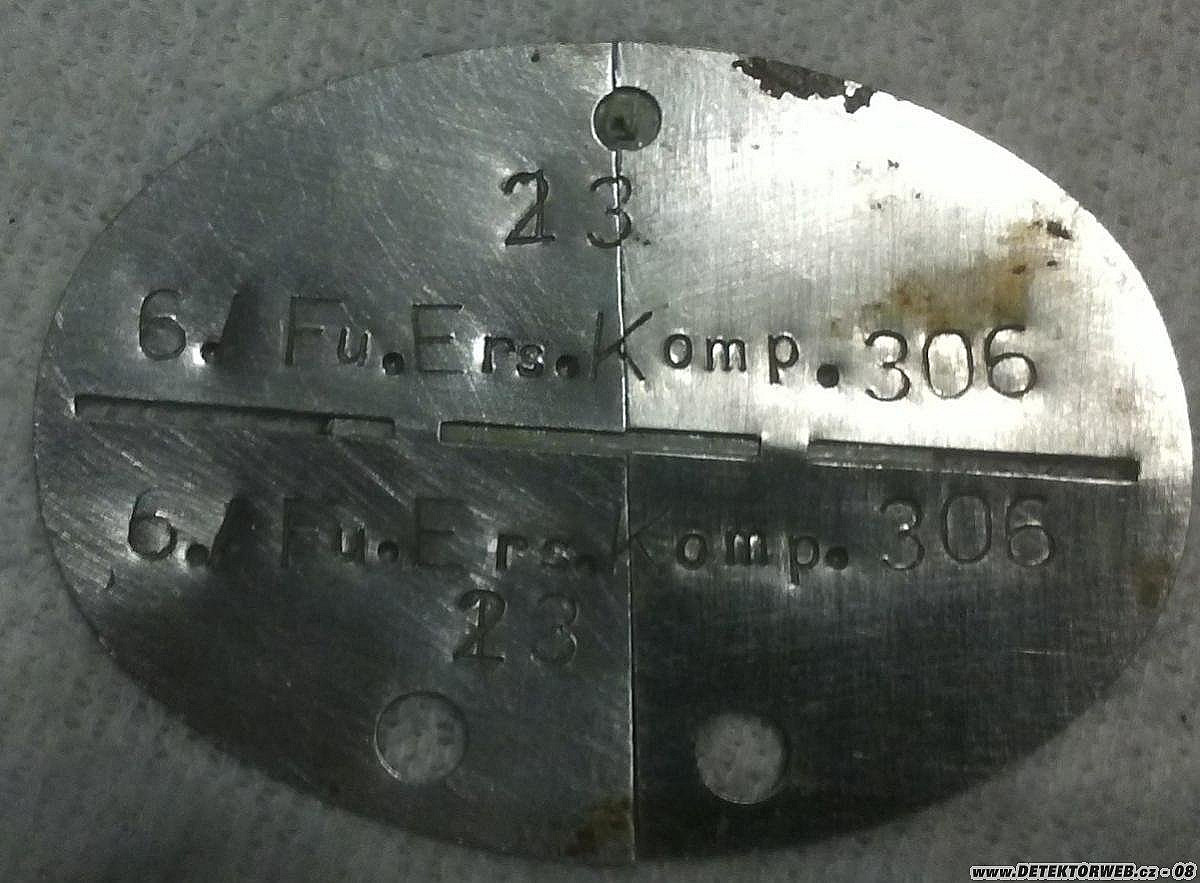 23
6./Fu.Ers.Komp.306
6./Fu.Ers.Komp.306
23
www.DETEKTORWEB.cz - 08